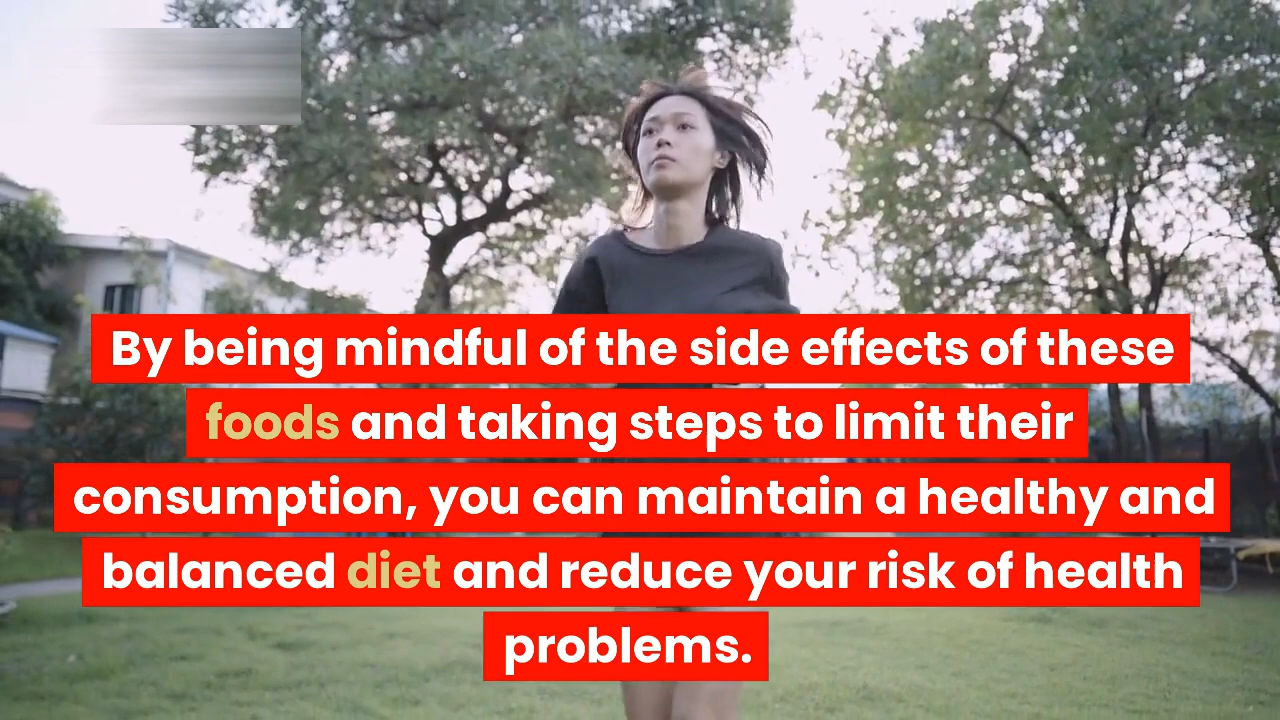 By being mindful of the side effects of these
foods and taking steps to limit their
consumption, you can maintain a healthy and
balanced diet and reduce your risk of health
problems.